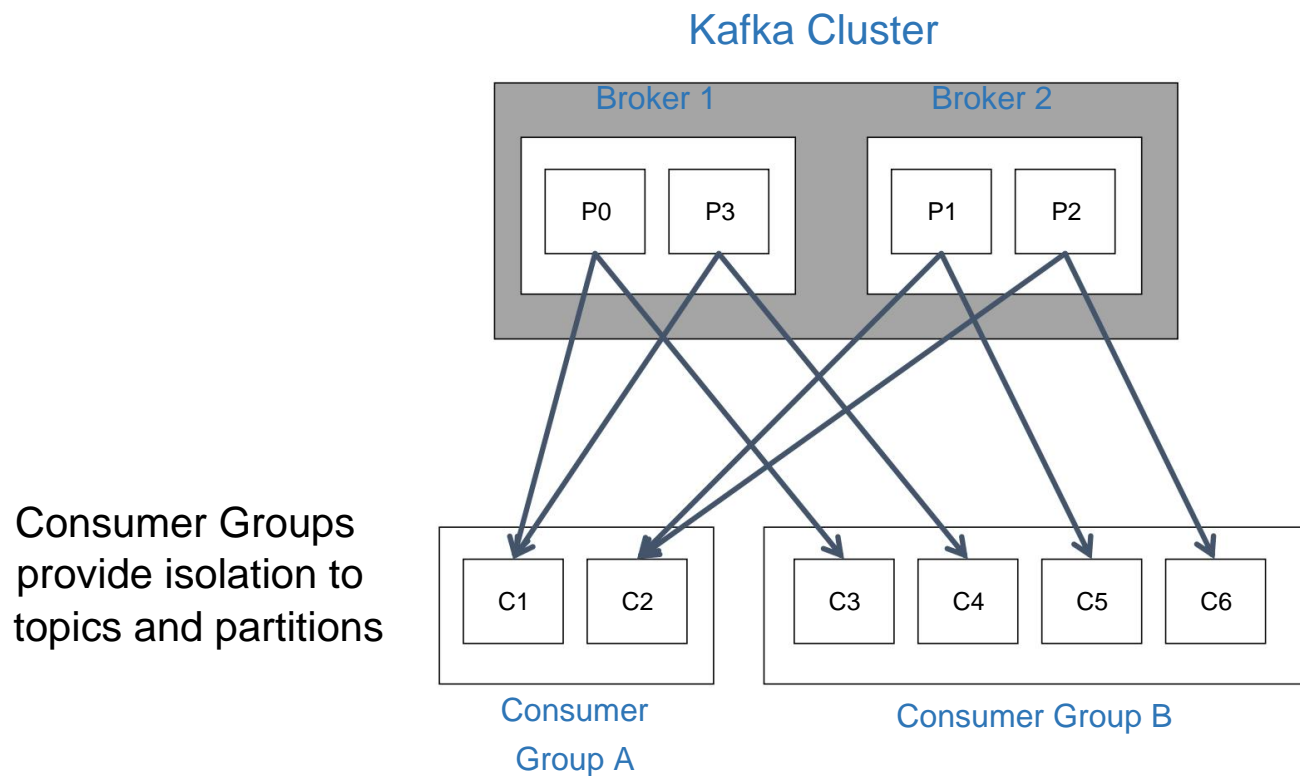 Kafka Cluster
Broker 1
Broker 2
P0
P3
P1
P2
Consumer Groups
provide isolation to
topics and partitions
C1
C2
C3
C4
C5
C6
Consumer
Group A
Consumer Group B